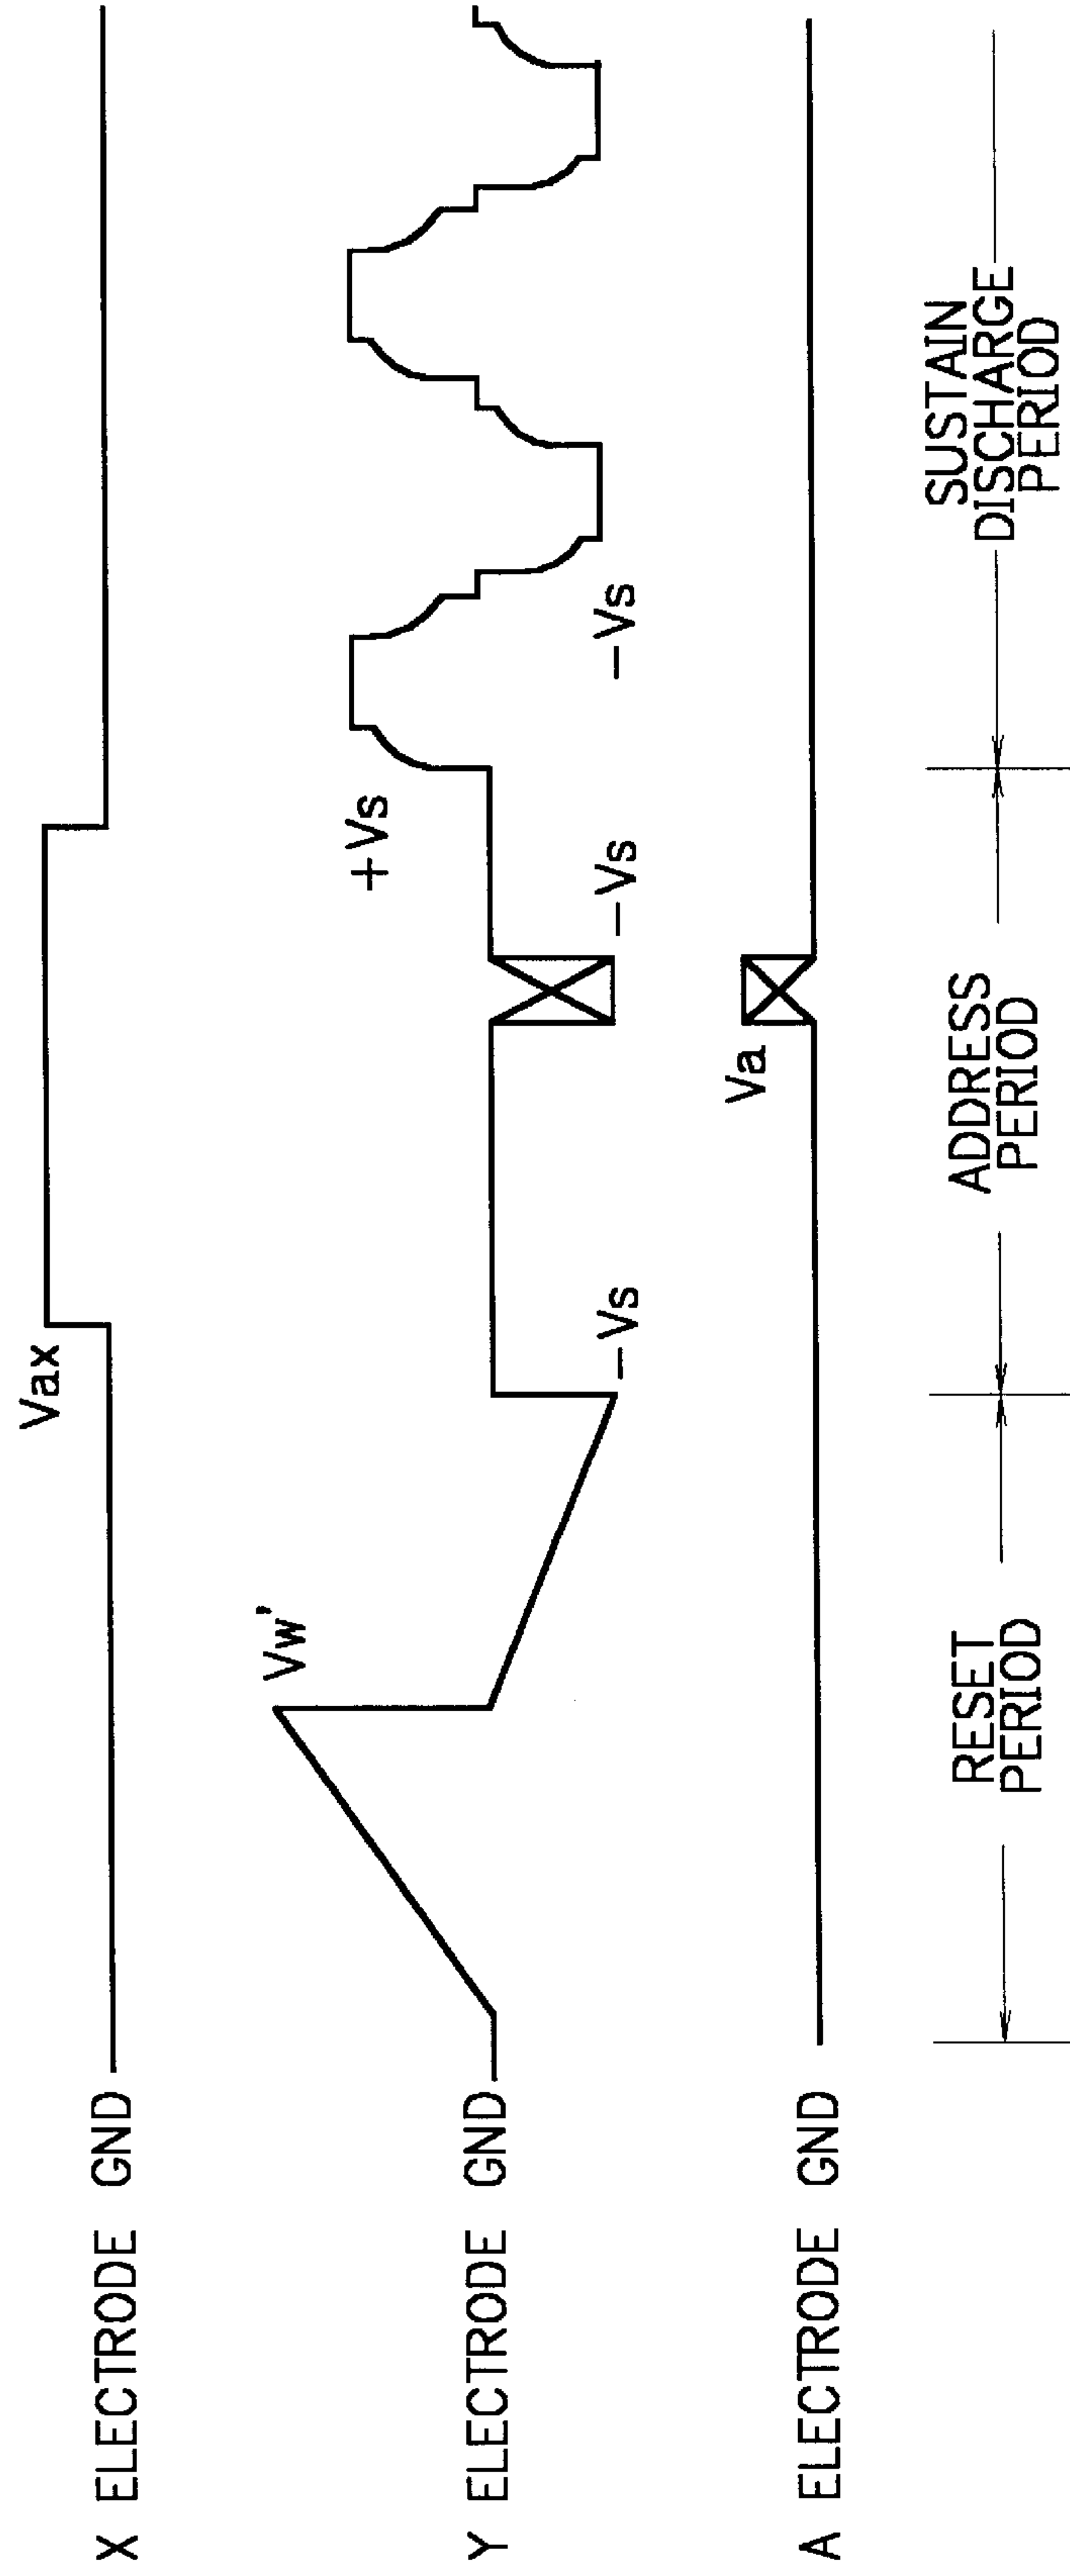 X ELECTRODE GND
Vax
Y ELECTRODE GND
Vw'
−Vs
−Vs
+Vs
−Vs
A ELECTRODE GND
Va
RESET
PERIOD
ADDRESS
PERIOD
SUSTAIN
DISCHARGE
PERIOD